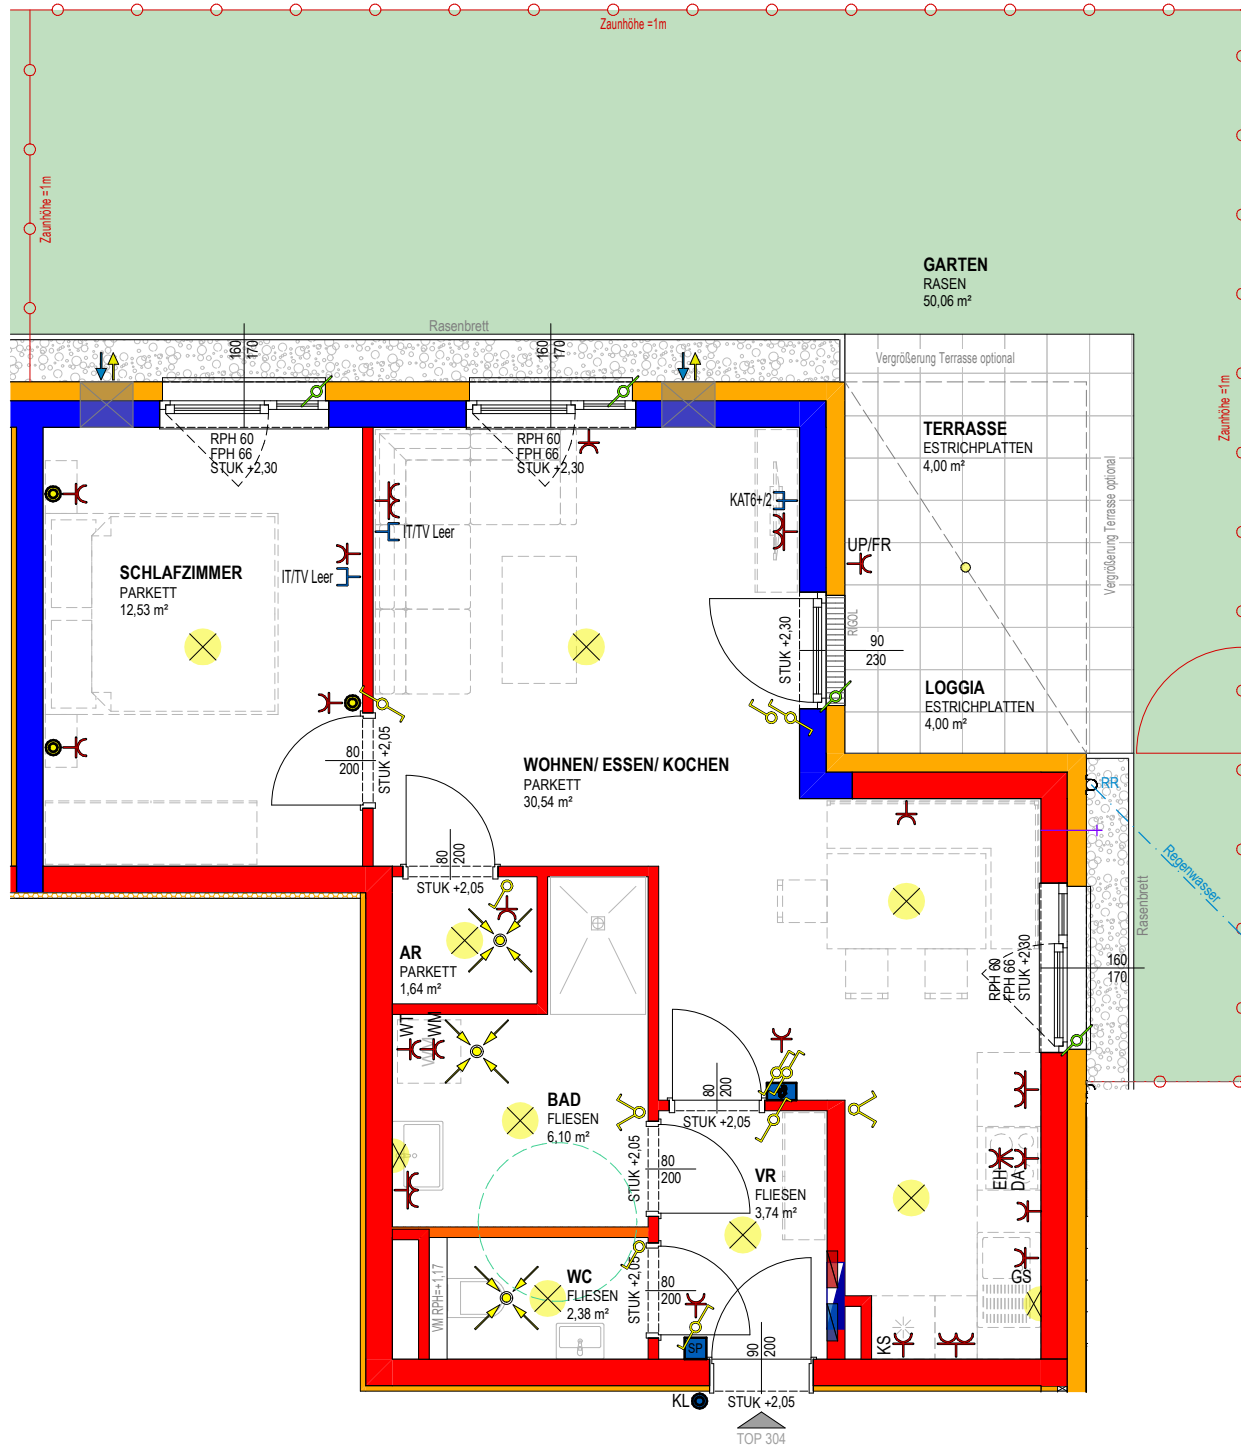 Zaunhöhe =1m
Zaunhöhe =1m
Zaunhöhe =1m
GARTEN
RASEN
50,06 m²
Rasenbrett
160
170
160
170
Vergrößerung Terrasse optional
Vergrößerung Terrasse optional
RPH 60
FPH 66
STUK +2,30
RPH 60
FPH 66
STUK +2,30
TERRASSE
ESTRICHPLATTEN
4,00 m²
KAT6+/2
IT/TV Leer
IT/TV Leer
UP/FR
SCHLAFZIMMER
PARKETT
12,53 m²
RIGOL
STUK +2,30
90
230
LOGGIA
ESTRICHPLATTEN
4,00 m²
80
200
STUK +2,05
WOHNEN/ ESSEN/ KOCHEN
PARKETT
30,54 m²
RR
Regenwasser
Rasenbrett
80
200
STUK +2,05
AR
PARKETT
1,64 m²
RPH 60
FPH 66
STUK +2,30
160
170
WT
WM
WM
BAD
FLIESEN
6,10 m²
80
200
STUK +2,05
STUK +2,05
80
200
VR
FLIESEN
3,74 m²
EH
DA
GS
KS
WC
FLIESEN
2,38 m²
VM RPH=+1,17
STUK +2,05
80
200
SP
90
200
KL
STUK +2,05
TOP 304